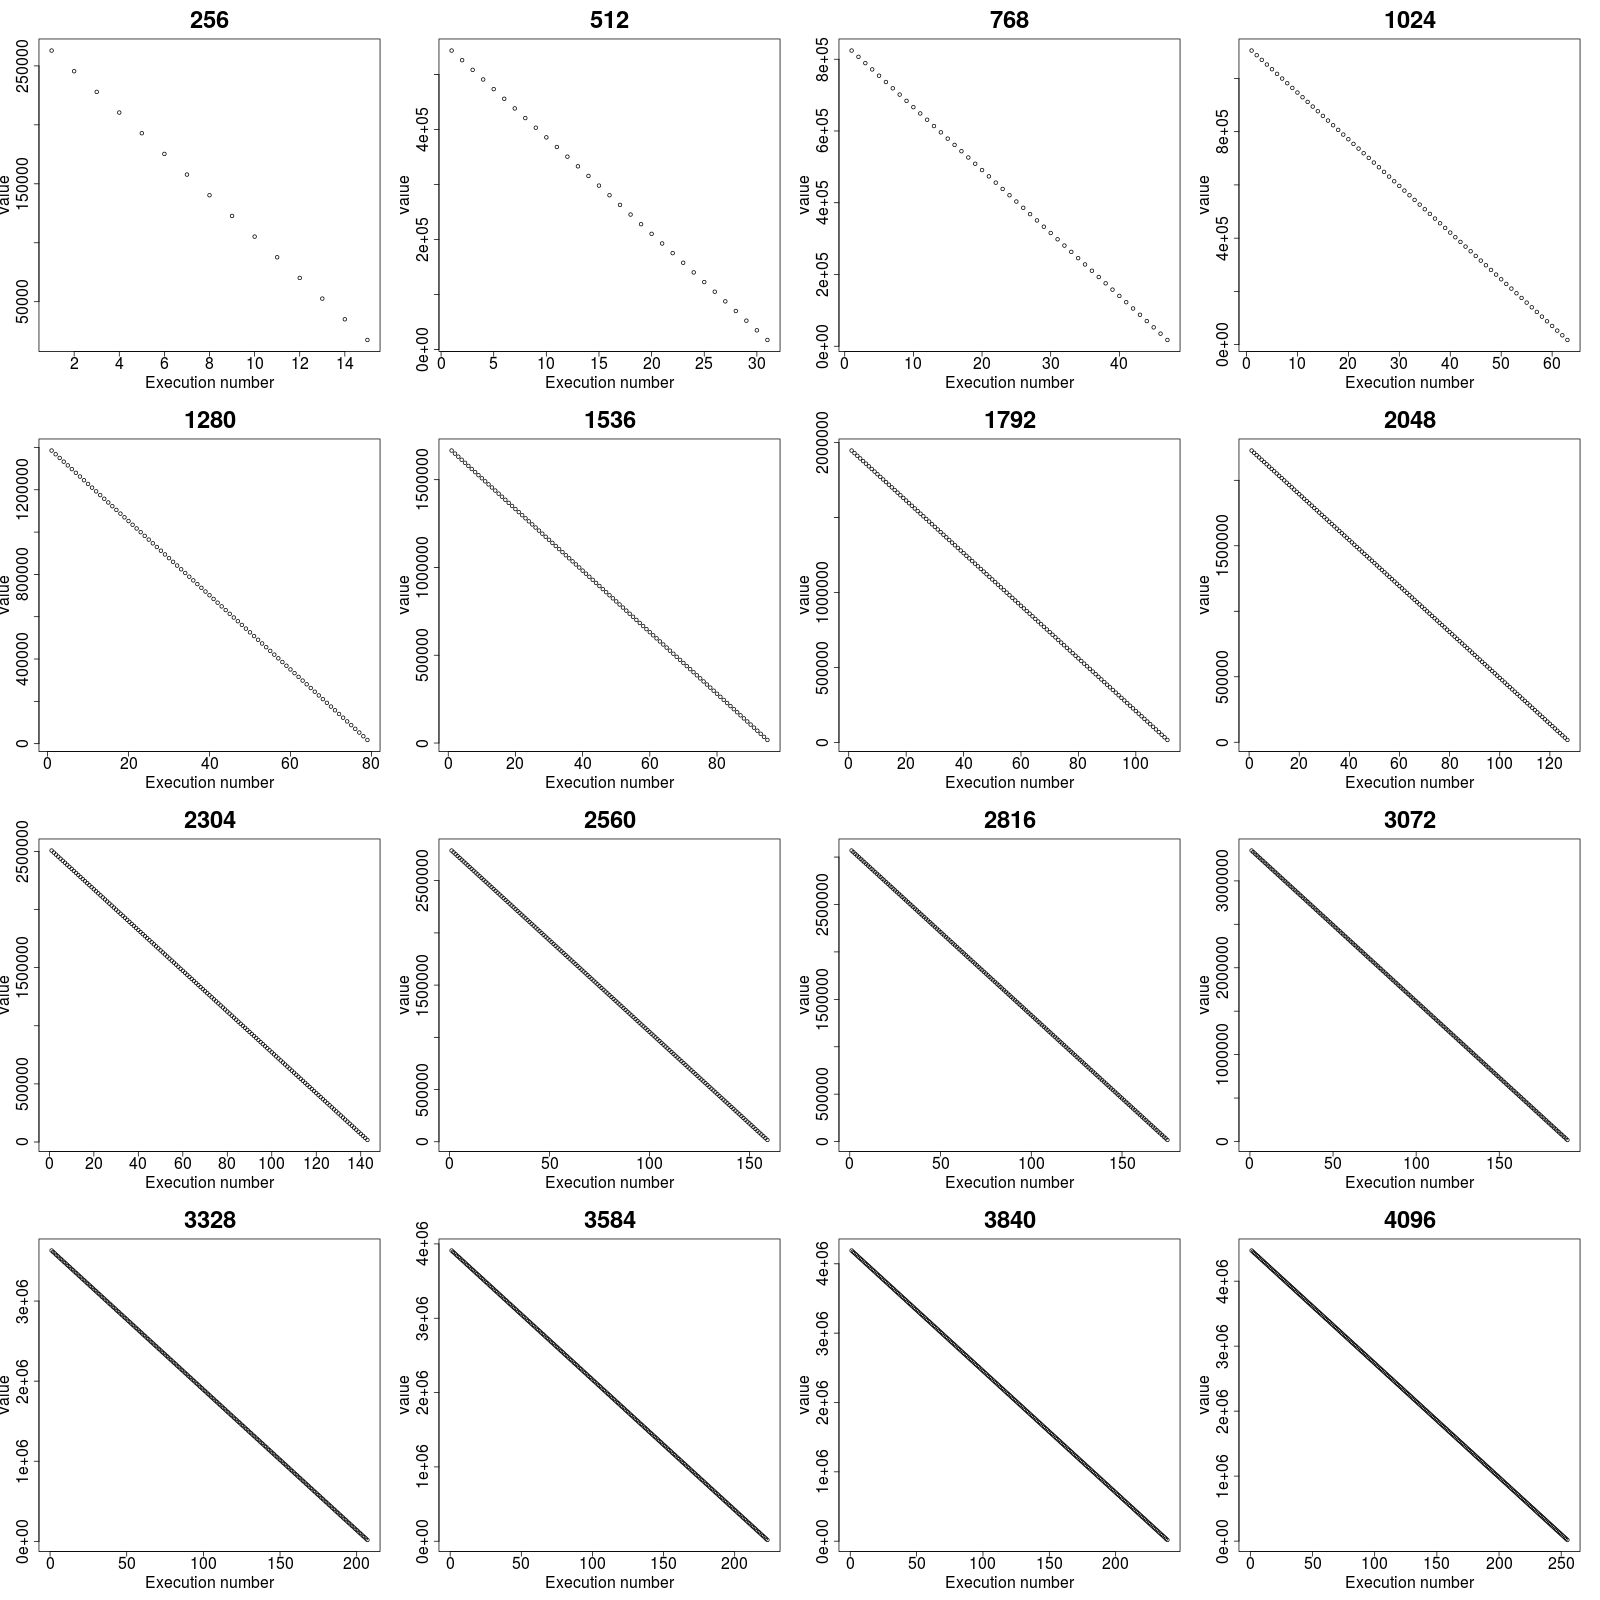 256
250000
150000
50000
value
2 4 6 8 10 12 14
Execution number
512
4e+05
2e+05
0e+00
value
0 5 10 15 20 25 30
Execution number
768
8e+05
6e+05
4e+05
2e+05
0e+00
value
0 10 20 30 40
Execution number
1024
8e+05
4e+05
0e+00
value
0 10 20 30 40 50 60
Execution number
1280
1200000
800000
400000
0
value
0 20 40 60 80
Execution number
1536
1500000
1000000
500000
0
value
0 20 40 60 80
Execution number
1792
2000000
1000000
500000
0
value
0 20 40 60 80 100
Execution number
2048
1500000
500000
0
value
0 20 40 60 80 100 120
Execution number
2304
2500000
1500000
500000
0
value
0 20 40 60 80 100 120 140
Execution number
2560
2500000
1500000
500000
0
value
0 50 100 150
Execution number
2816
2500000
1500000
500000
0
value
0 50 100 150
Execution number
3072
3000000
2000000
1000000
0
value
0 50 100 150
Execution number
3328
3e+06
2e+06
1e+06
0e+00
value
0 50 100 150 200
Execution number
3584
4e+06
3e+06
2e+06
1e+06
0e+00
value
0 50 100 150 200
Execution number
3840
4e+06
3e+06
2e+06
1e+06
0e+00
value
0 50 100 150 200
Execution number
4096
4e+06
3e+06
2e+06
1e+06
0e+00
value
0 50 100 150 200 250
Execution number